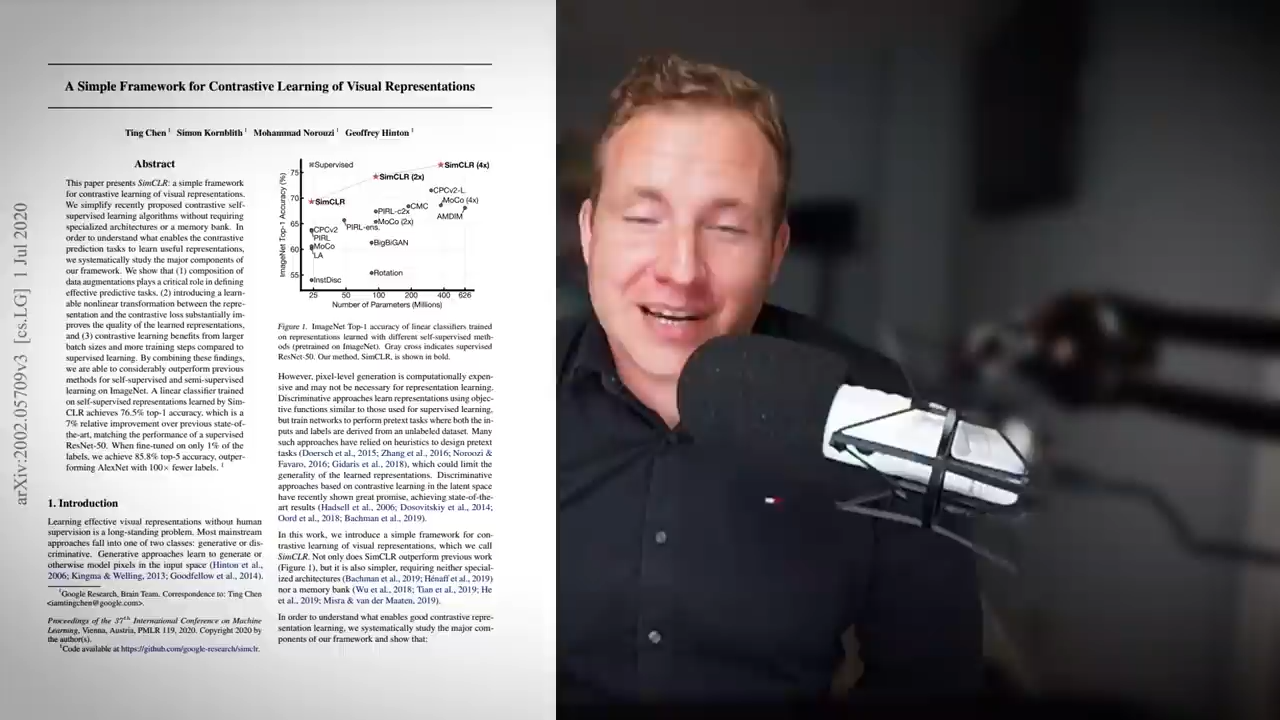 A Simple Framework for Contrastive Learning of Visual Representations
Ting Chen 1 Simon Kornblith 1 Mohammad Norouzi 1 Geoffrey Hinton 1
Abstract
This paper presents SimCLR: a simple framework
for contrastive learning of visual representations.
We simplify recently proposed contrastive self-
supervised learning algorithms without requiring
specialized architectures or a memory bank. In
order to understand what enables the contrastive
prediction tasks to learn useful representations,
we systematically study the major components of
our framework. We show that (1) composition of
data augmentations plays a critical role in defining
effective predictive tasks, (2) introducing a learn-
able nonlinear transformation between the repre-
sentation and the contrastive loss substantially im-
proves the quality of the learned representations,
and (3) contrastive learning benefits from larger
batch sizes and more training steps compared to
supervised learning. By combining these findings,
we are able to considerably outperform previous
methods for self-supervised and semi-supervised
learning on ImageNet. A linear classifier trained
on self-supervised representations learned by Sim-
CLR achieves 76.5% top-1 accuracy, which is a
7% relative improvement over previous state-of-
the-art, matching the performance of a supervised
ResNet-50. When fine-tuned on only 1% of the
labels, we achieve 85.8% top-5 accuracy, outper-
forming AlexNet with 100× fewer labels. 1
1. Introduction
Learning effective visual representations without human
supervision is a long-standing problem. Most mainstream
approaches fall into one of two classes: generative or dis-
criminative. Generative approaches learn to generate or
otherwise model pixels in the input space (Hinton et al.,
2006; Kingma & Welling, 2013; Goodfellow et al., 2014).
1Google Research, Brain Team. Correspondence to: Ting Chen
<iamtingchen@google.com>.
Proceedings of the 37th International Conference on Machine
Learning, Vienna, Austria, PMLR 119, 2020. Copyright 2020 by
the author(s).
1Code available at https://github.com/google-research/simclr.
Supervised
SimCLR (4x)
SimCLR (2x)
SimCLR
CPCv2-L
MoCo (4x)
CMC
AMDIM
PIRL-c2x
MoCo (2x)
PIRL-ens.
CPCv2
PIRL
MoCo
LA
BigBiGAN
Rotation
InstDisc
75
70
65
60
55
ImageNet Top-1 Accuracy (%)
25 50 100 200 400 626
Number of Parameters (Millions)
Figure 1. ImageNet Top-1 accuracy of linear classifiers trained
on representations learned with different self-supervised meth-
ods (pretrained on ImageNet). Gray cross indicates supervised
ResNet-50. Our method, SimCLR, is shown in bold.
However, pixel-level generation is computationally expen-
sive and may not be necessary for representation learning.
Discriminative approaches learn representations using objec-
tive functions similar to those used for supervised learning,
but train networks to perform pretext tasks where both the in-
puts and labels are derived from an unlabeled dataset. Many
such approaches have relied on heuristics to design pretext
tasks (Doersch et al., 2015; Zhang et al., 2016; Noroozi &
Favaro, 2016; Gidaris et al., 2018), which could limit the
generality of the learned representations. Discriminative
approaches based on contrastive learning in the latent space
have recently shown great promise, achieving state-of-the-
art results (Hadsell et al., 2006; Dosovitskiy et al., 2014;
Oord et al., 2018; Bachman et al., 2019).
In this work, we introduce a simple framework for con-
trastive learning of visual representations, which we call
SimCLR. Not only does SimCLR outperform previous work
(Figure 1), but it is also simpler, requiring neither special-
ized architectures (Bachman et al., 2019; Hénaff et al., 2019)
nor a memory bank (Wu et al., 2018; Tian et al., 2019; He
et al., 2019; Misra & van der Maaten, 2019).
In order to understand what enables good contrastive repre-
sentation learning, we systematically study the major com-
ponents of our framework and show that:
arXiv:2002.05709v3 [cs.LG] 1 Jul 2020